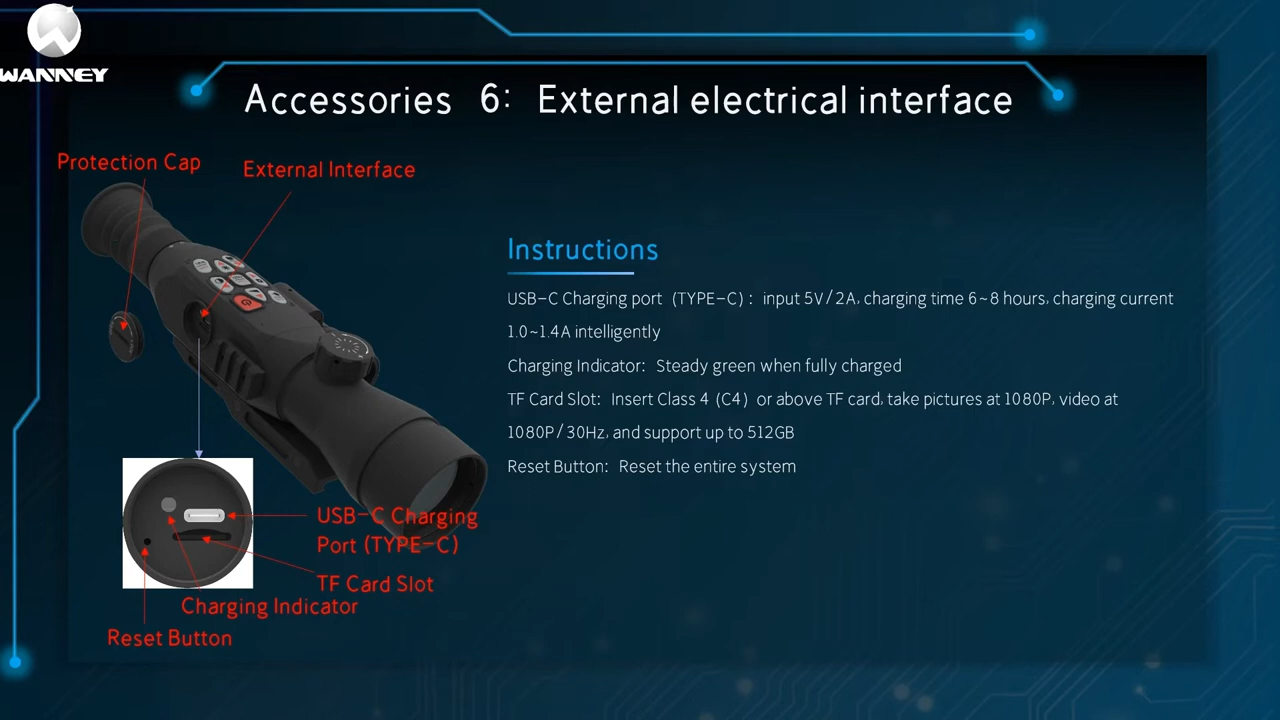 WANNEY
Accessories 6: External electrical interface
Protection Cap
External Interface
Instructions
USB-C Charging port (TYPE-C): input 5V/2A, charging time 6~8 hours, charging current
1.0~1.4A intelligently
Charging Indicator: Steady green when fully charged
TF Card Slot: Insert Class 4 (C4) or above TF card, take pictures at 1080P, video at
1080P/30Hz, and support up to 512GB
Reset Button: Reset the entire system
USB-C Charging
Port (TYPE-C)
TF Card Slot
Charging Indicator
Reset Button